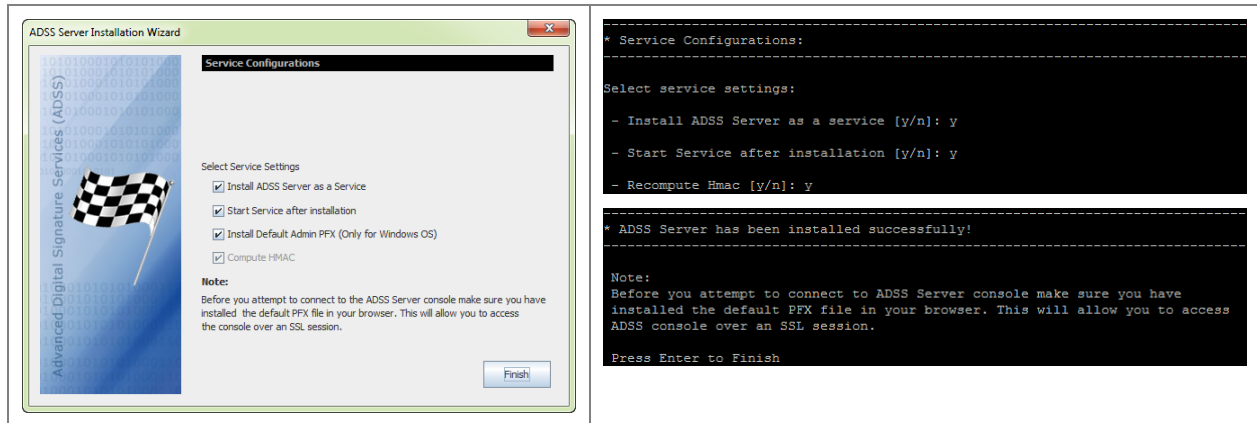 ADSS Server Installation Wizard
Advanced Digital Signature Services (ADSS)
Service Configurations
Select Service Settings
Install ADSS Server as a Service
Start Service after installation
Install Default Admin PFX (Only for Windows OS)
Compute HMAC
Note:
Before you attempt to connect to the ADSS Server console make sure you have
installed the default PFX file in your browser. This will allow you to access
the console over an SSL session.
Finish
* Service Configurations:
Select service settings:
- Install ADSS Server as a service [y/n]: y
- Start Service after installation [y/n]: y
- Recompute Hmac [y/n]: y
* ADSS Server has been installed successfully!
Note:
Before you attempt to connect to ADSS Server console make sure you have
installed the default PFX file in your browser. This will allow you to access
ADSS console over an SSL session.
Press Enter to Finish